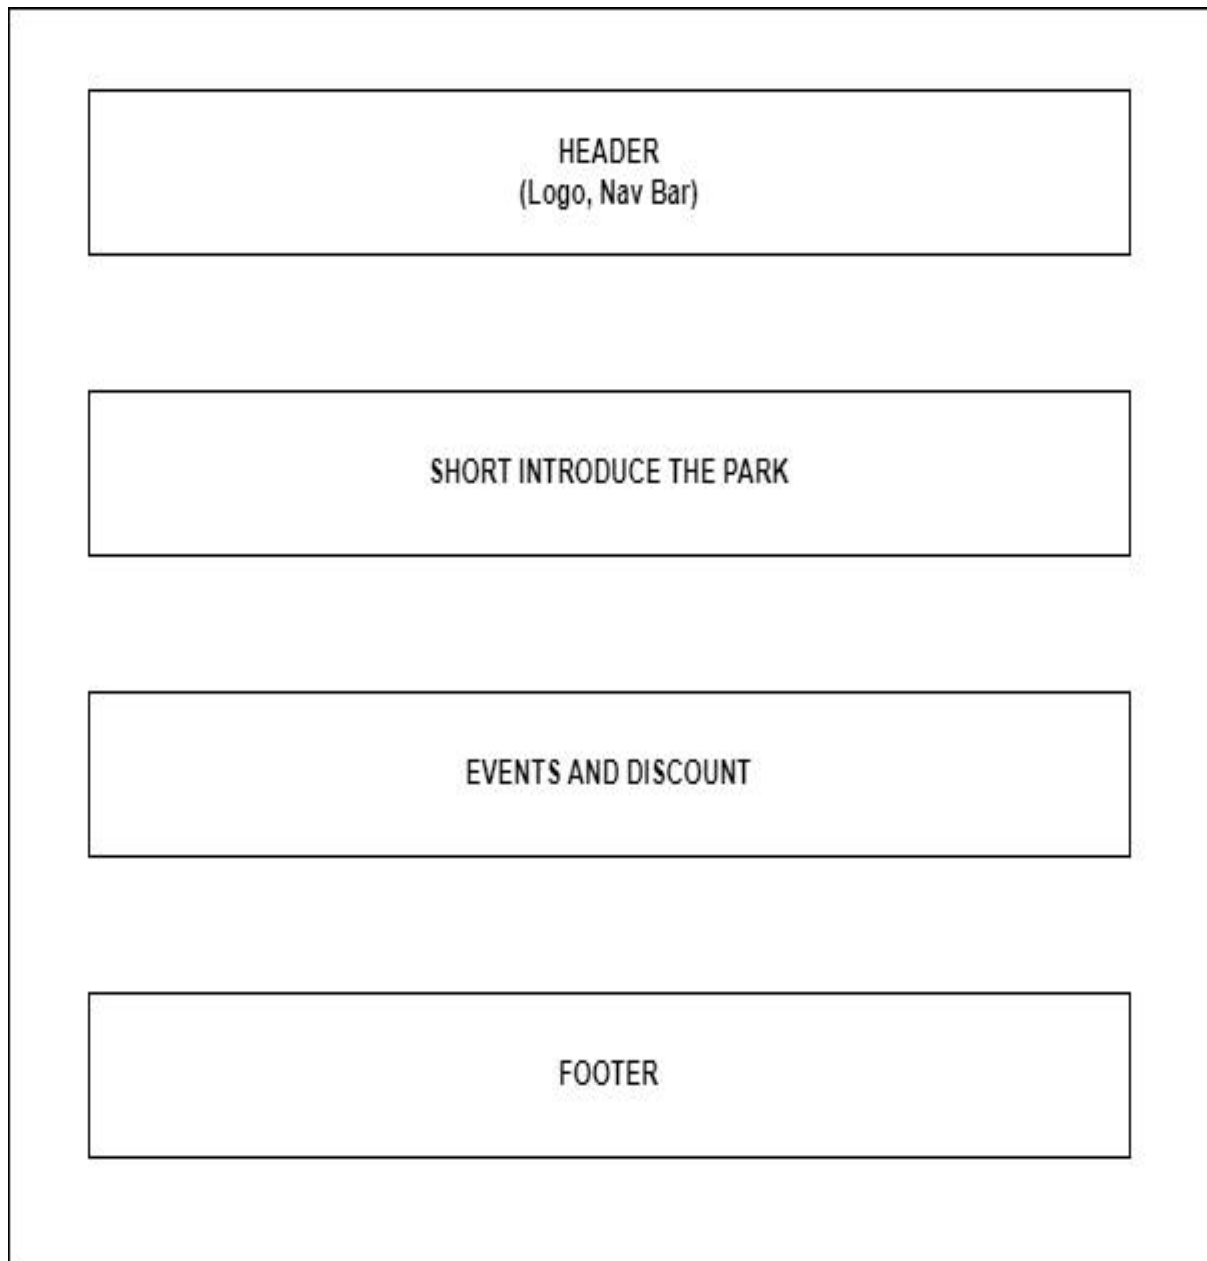 HEADER
(Logo, Nav Bar)
SHORT INTRODUCE THE PARK
EVENTS AND DISCOUNT
FOOTER